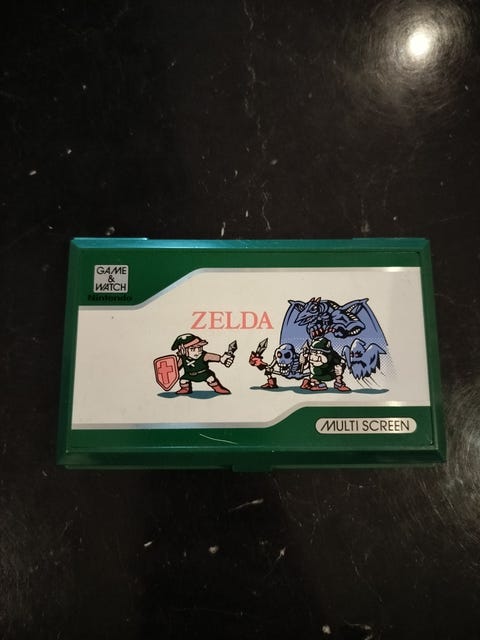 GAME
&
WATCH
Nintendo
ZELDA
MULTI SCREEN